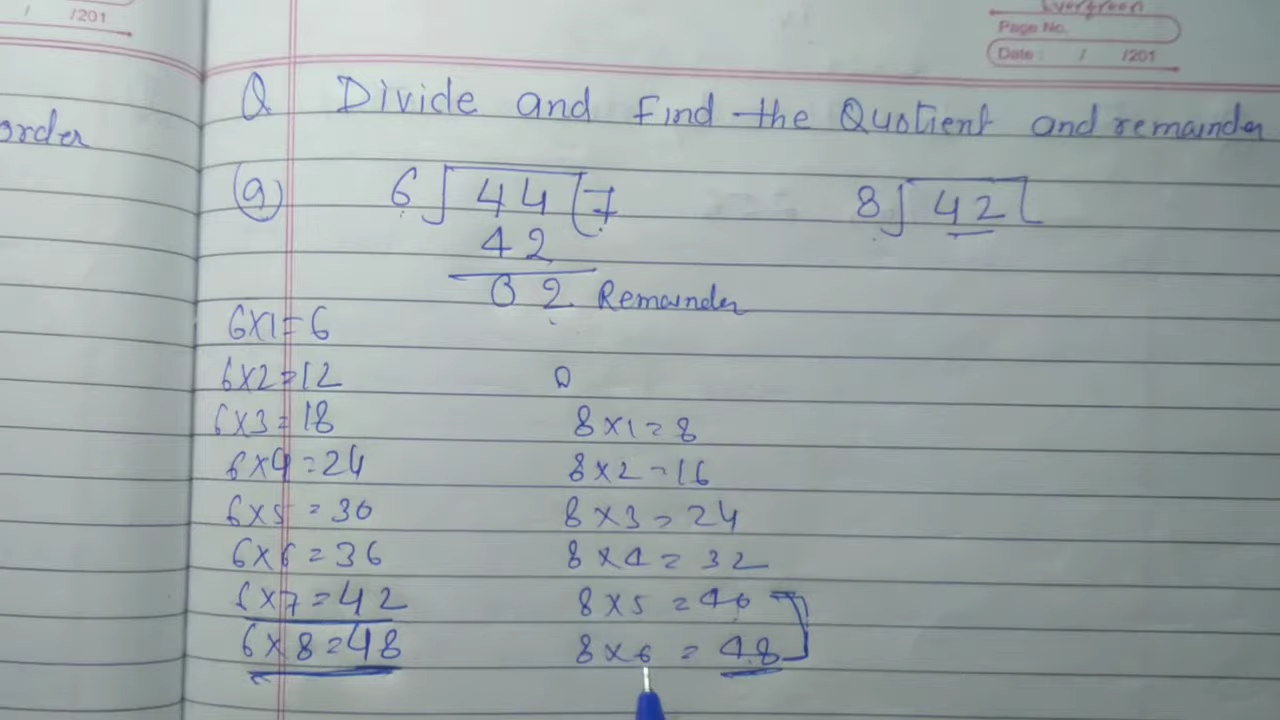 / /201
Evergreen
Page No.
Date: / /201
Q Divide and Find the Quotient and remainder
order
(a) 6 44 7
8 42
42
02 Remainder
6x1=6
6x2=12
6x3=18
6x4=24
6x5=30
6x6=36
6x7=42
6x8=48
8x1=8
8x2=16
8x3=24
8x4=32
8x5=40
8x6=48